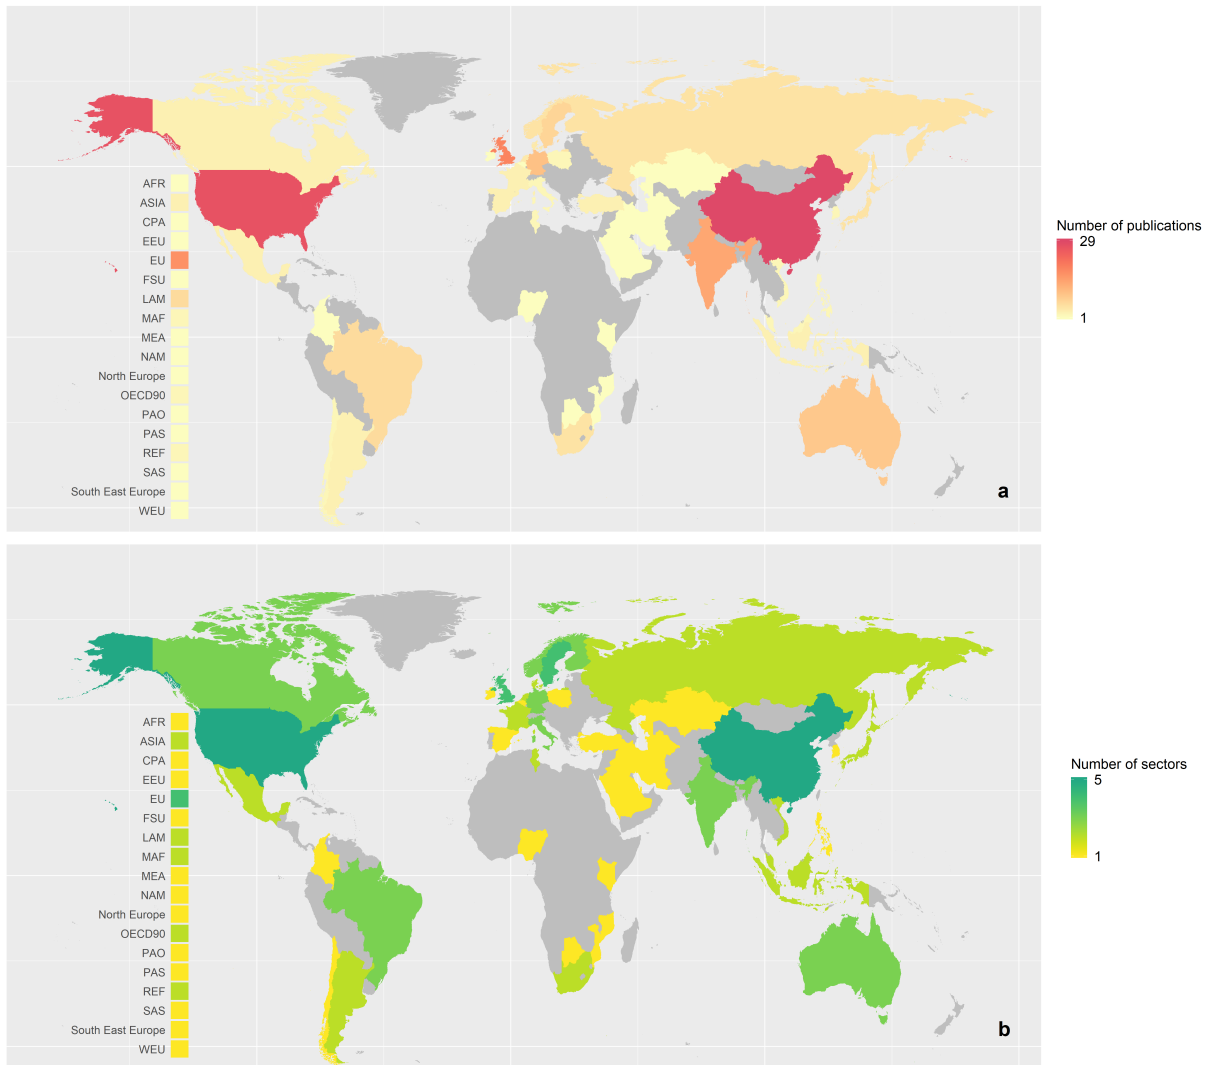 AFR
ASIA
CPA
EEU
EU
FSU
LAM
MAF
MEA
NAM
North Europe
OECD90
PAO
PAS
REF
SAS
South East Europe
WEU
a
Number of publications
29
1
AFR
ASIA
CPA
EEU
EU
FSU
LAM
MAF
MEA
NAM
North Europe
OECD90
PAO
PAS
REF
SAS
South East Europe
WEU
b
Number of sectors
5
1